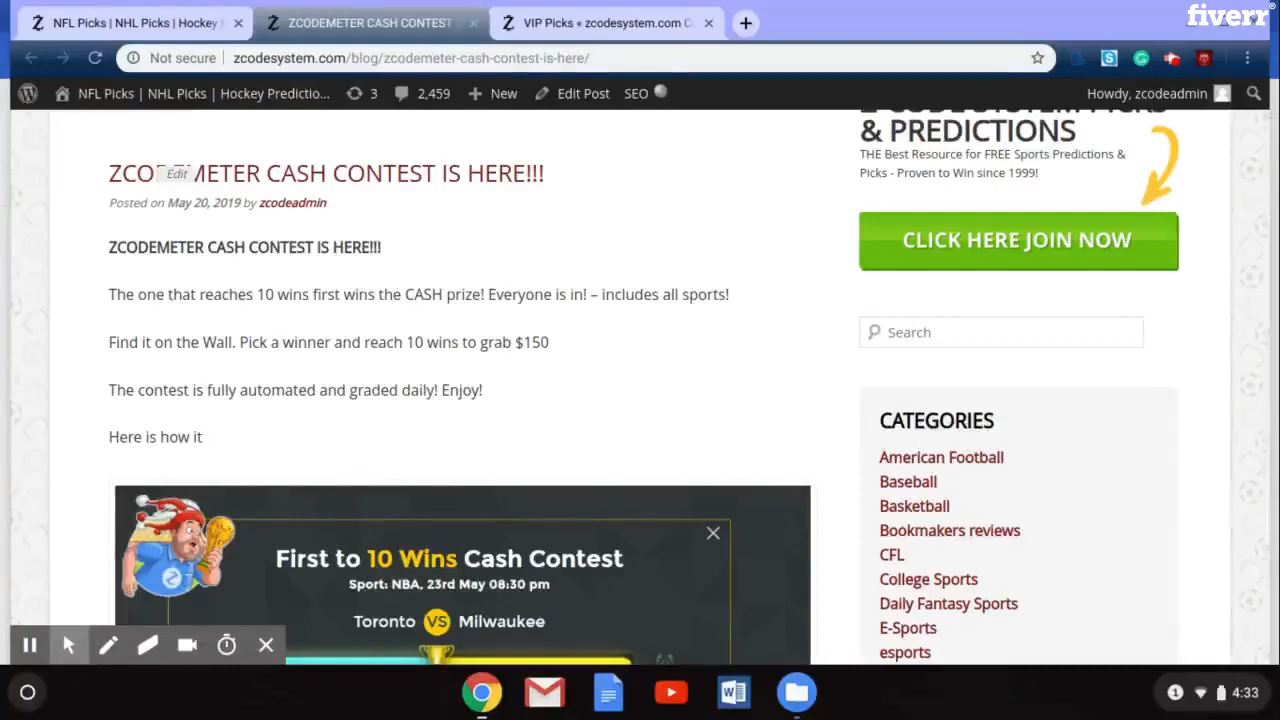 fiverr®
NFL Picks | NHL Picks | Hockey
ZCODEMETER CASH CONTEST
VIP Picks « zcodesystem.com
Not secure
zcodesystem.com/blog/zcodemeter-cash-contest-is-here/
NFL Picks | NHL Picks | Hockey Predictio...
3
2,459
New
Edit Post
SEO
Howdy, zcodeadmin
& PREDICTIONS
THE Best Resource for FREE Sports Predictions &
Picks - Proven to Win since 1999!
CLICK HERE JOIN NOW
Search
ZCODEMETER CASH CONTEST IS HERE!!!
Edit
Posted on May 20, 2019 by zcodeadmin
ZCODEMETER CASH CONTEST IS HERE!!!
The one that reaches 10 wins first wins the CASH prize! Everyone is in! – includes all sports!
Find it on the Wall. Pick a winner and reach 10 wins to grab $150
The contest is fully automated and graded daily! Enjoy!
Here is how it
First to 10 Wins Cash Contest
Sport: NBA, 23rd May 08:30 pm
Toronto VS Milwaukee
CATEGORIES
American Football
Baseball
Basketball
Bookmakers reviews
CFL
College Sports
Daily Fantasy Sports
E-Sports
esports
1
4:33